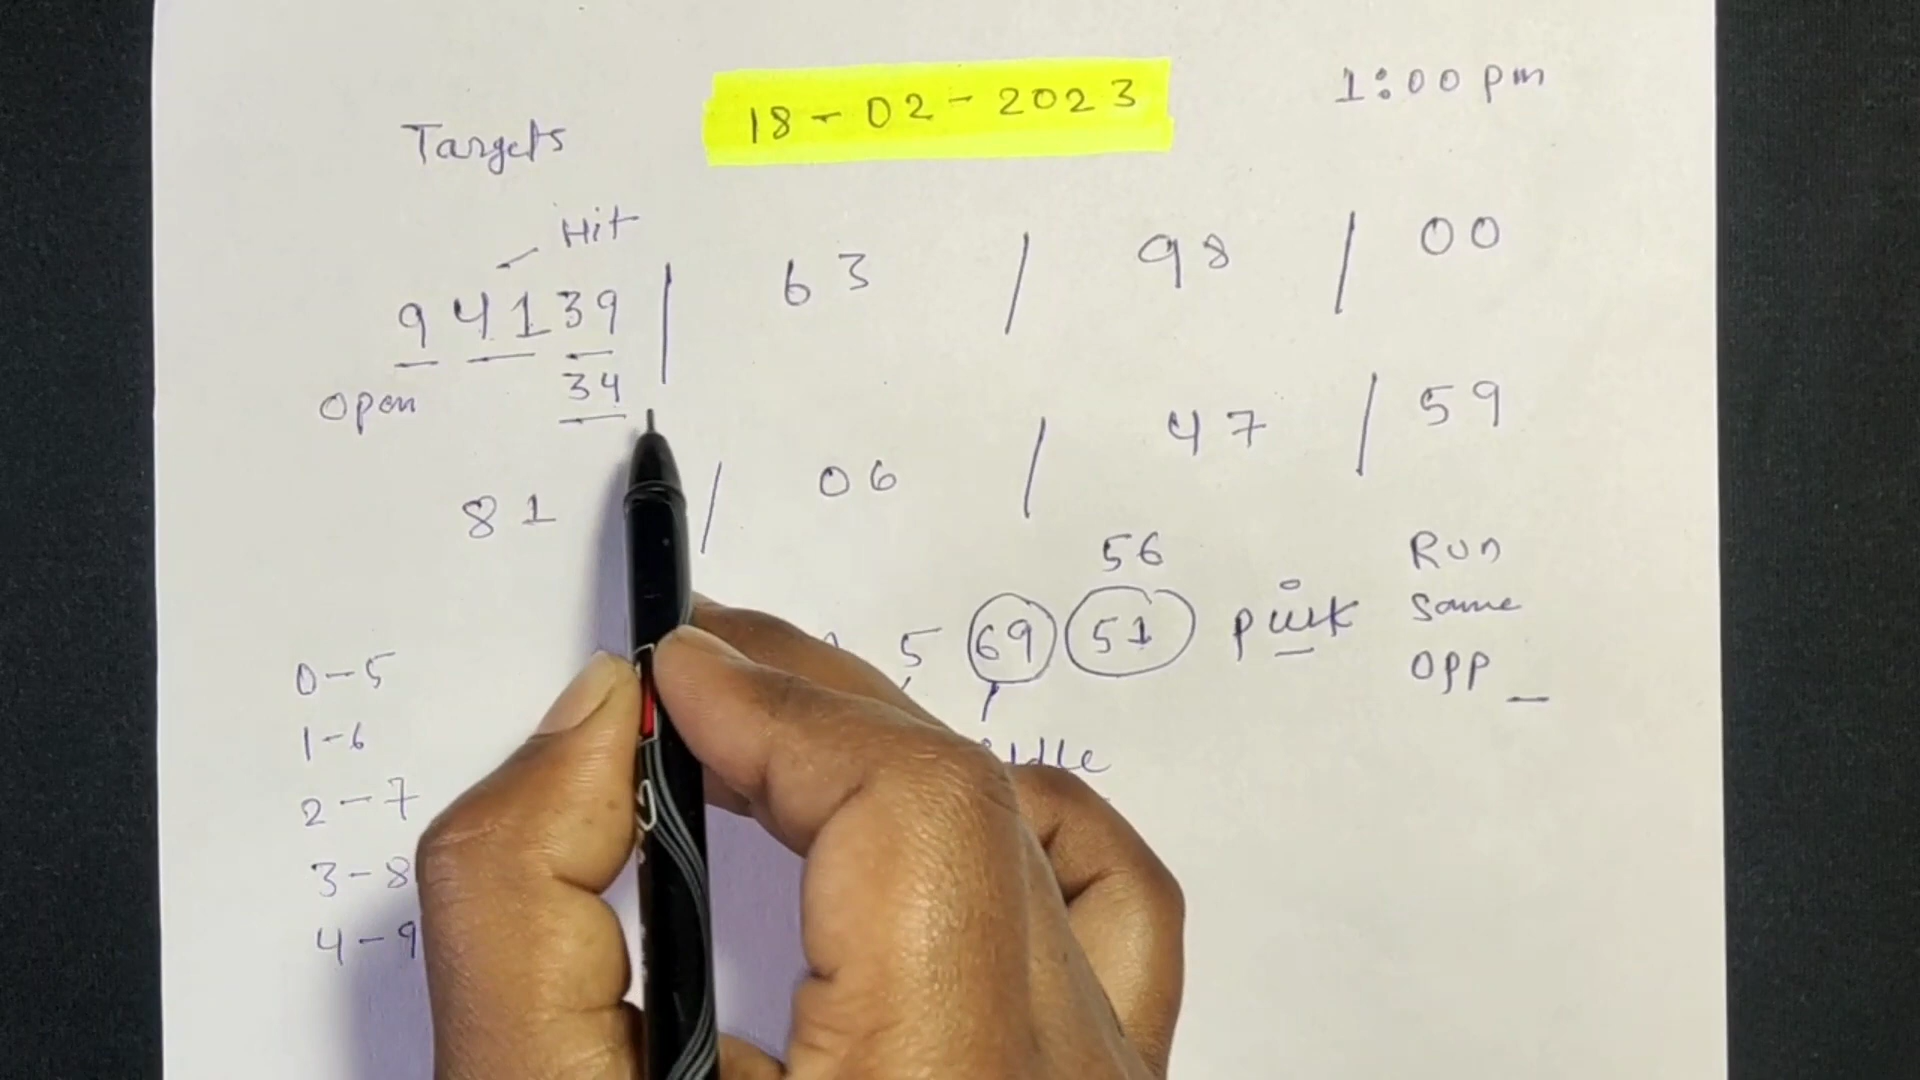 18-02-2023
1:00 pm
Targets
Hit
94139 / 63 / 98 / 00
34
Open
81 / 06 / 47 / 59
56
5 69 51
Run
Same
Opp _
0-5
1-6
2-7
3-8
4-9